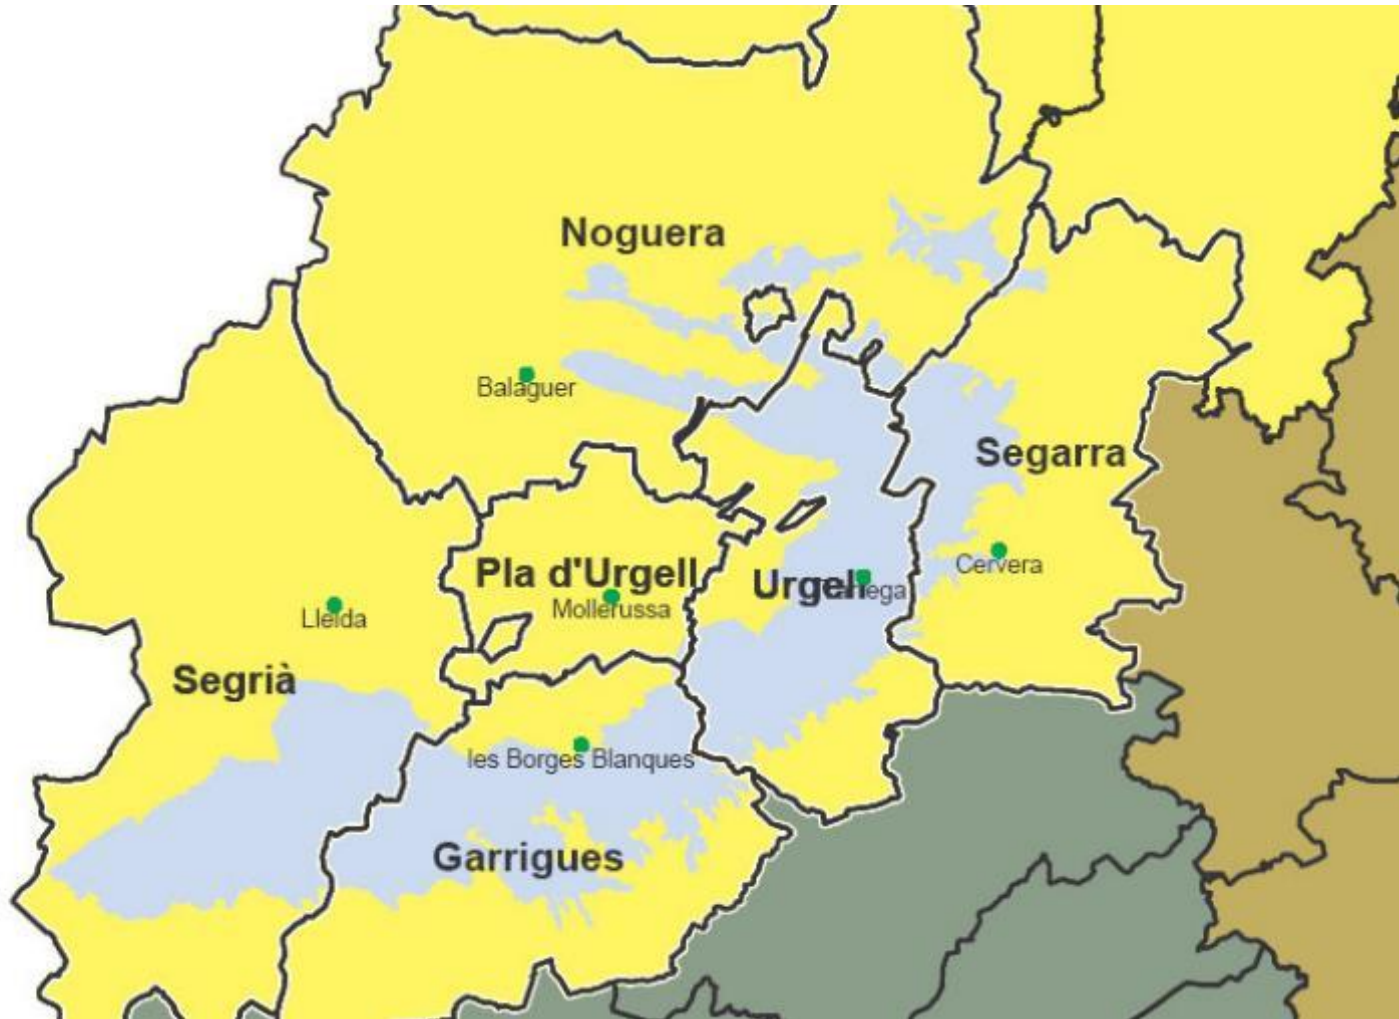 Noguera
Balaguer
Segarra
Cervera
Pla d'Urgell
Mollerussa
Urgell
Lleida
Segrià
les Borges Blanques
Garrigues